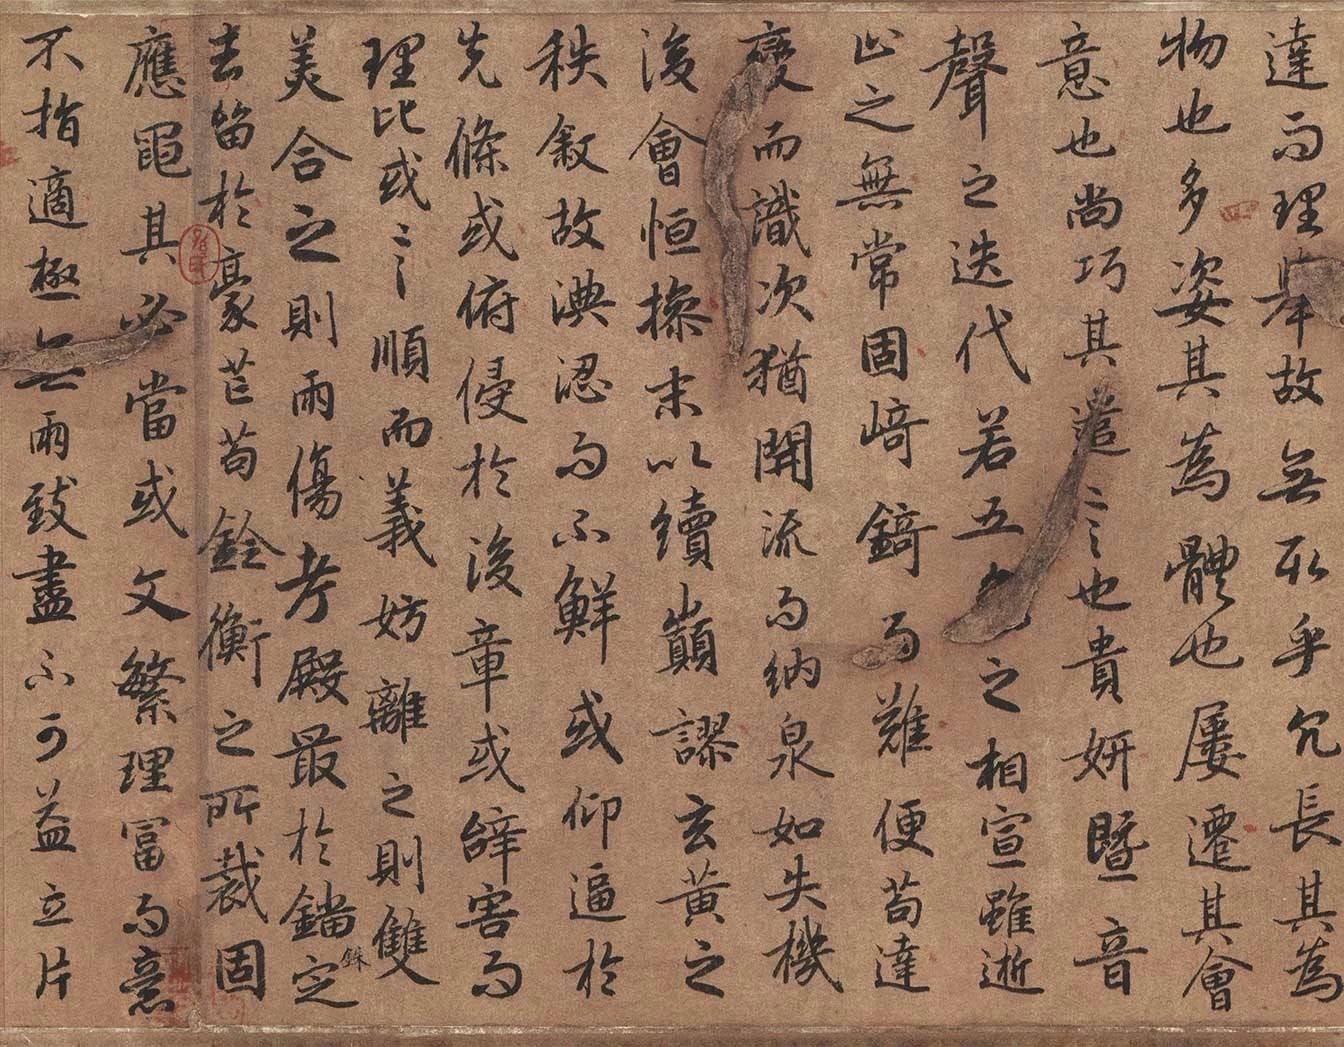 達而理舉故無取乎冗長其為
物也多姿其為體也屢遷其會
意也尚巧其遣言也貴妍暨音
聲之迭代若五色之相宣雖逝
止之無常固崎錡而難便苟達
變而識次猶開流而納泉如失機
後會恒操末以續巔謬玄黃之
秩敘故淟涊而不鮮或仰逼於
先條或俯侵於後章或辭害而
理比或言順而義妨離之則雙
美合之則兩傷考殿最於錙銖定
去留於豪芒苟銓衡之所裁固
應繩其必當或文繁理富而意
不指適極無兩致盡不可益立片